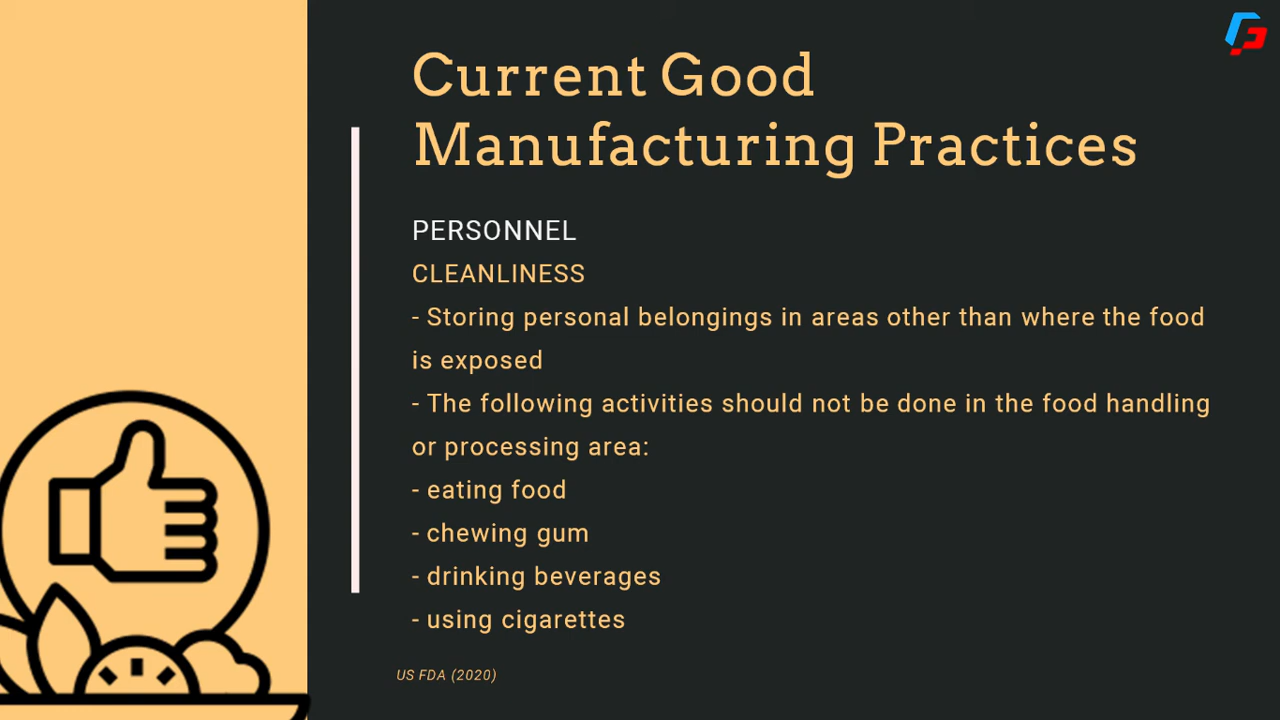 Current Good
Manufacturing Practices
PERSONNEL
CLEANLINESS
- Storing personal belongings in areas other than where the food
is exposed
- The following activities should not be done in the food handling
or processing area:
- eating food
- chewing gum
- drinking beverages
- using cigarettes
US FDA (2020)